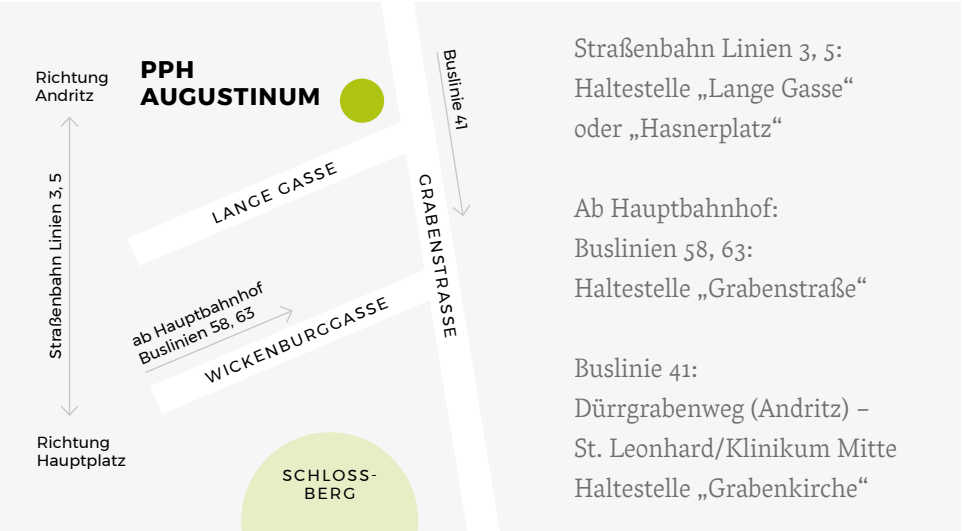 Richtung
Andritz
PPH
AUGUSTINUM
Buslinie 41
Straßenbahn Linien 3, 5
LANGE GASSE
GRABENSTRASSE
ab Hauptbahnhof
Buslinien 58, 63
WICKENBURGGASSE
Richtung
Hauptplatz
SCHLOSS-
BERG
Straßenbahn Linien 3, 5:
Haltestelle „Lange Gasse“
oder „Hasnerplatz“
Ab Hauptbahnhof:
Buslinien 58, 63:
Haltestelle „Grabenstraße“
Buslinie 41:
Dürrgrabenweg (Andritz) –
St. Leonhard/Klinikum Mitte
Haltestelle „Grabenkirche“